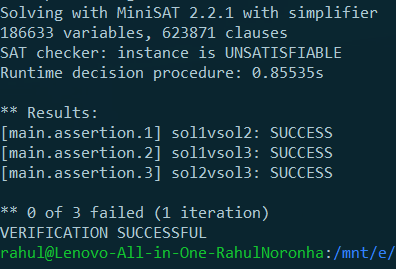 Solving with MiniSAT 2.2.1 with simplifier
186633 variables, 623871 clauses
SAT checker: instance is UNSATISFIABLE
Runtime decision procedure: 0.85535s

** Results:
[main.assertion.1] sol1vsol2: SUCCESS
[main.assertion.2] sol1vsol3: SUCCESS
[main.assertion.3] sol2vsol3: SUCCESS

** 0 of 3 failed (1 iteration)
VERIFICATION SUCCESSFUL
rahul@Lenovo-All-in-One-RahulNoronha:/mnt/e/